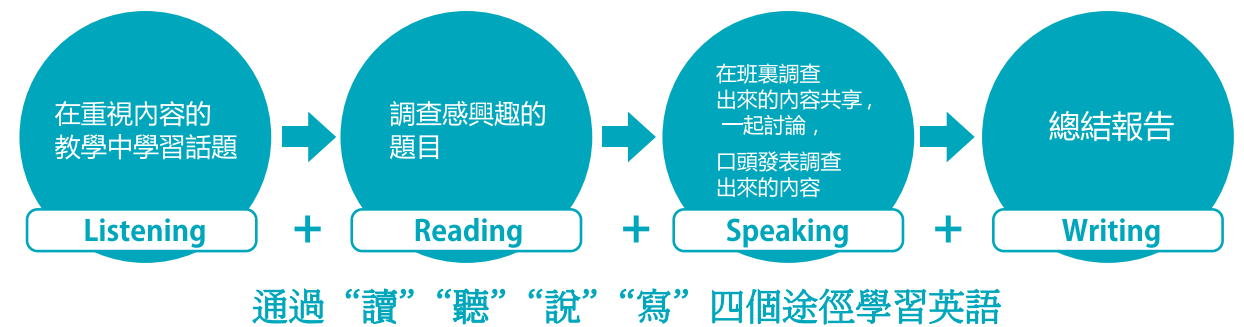 在重視内容的
教學中學習話題
Listening
+
調查感興趣的
題目
Reading
+
在班裏調查
出來的内容共享，
一起討論，
口頭發表調查
出來的内容
Speaking
+
總結報告
Writing
通過“讀”“聽”“說”“寫”四個途徑學習英語